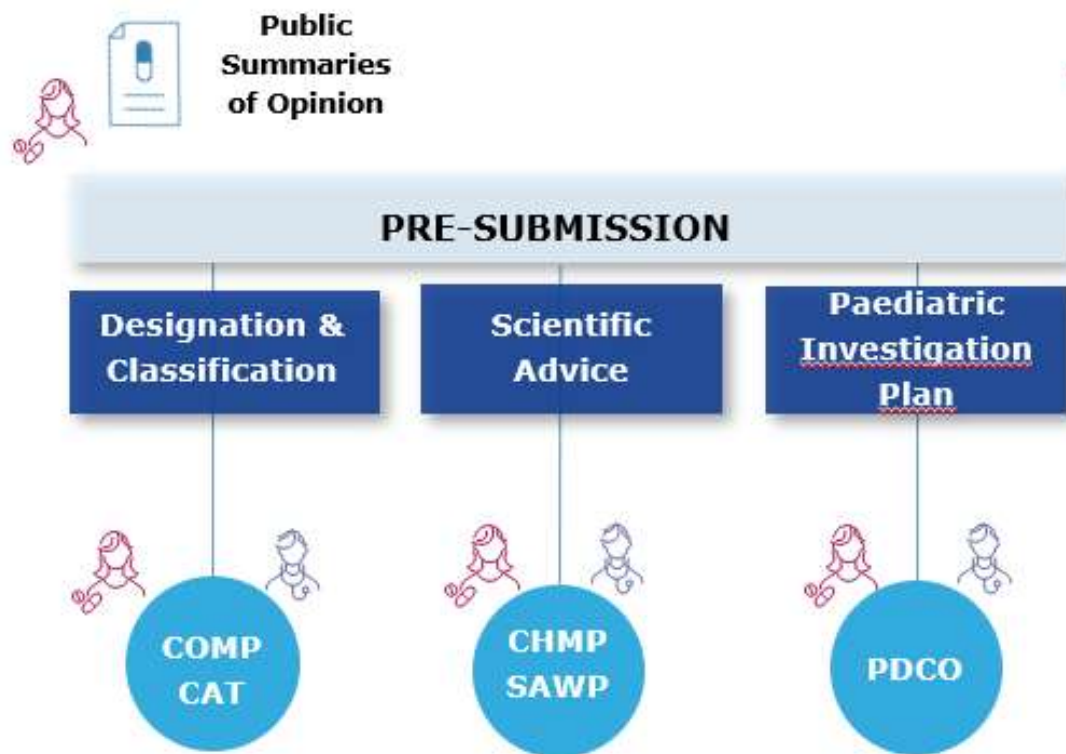 Public
Summaries
of Opinion
PRE-SUBMISSION
Designation &
Classification
Scientific
Advice
Paediatric
Investigation
Plan
COMP
CAT
CHMP
SAWP
PDCO